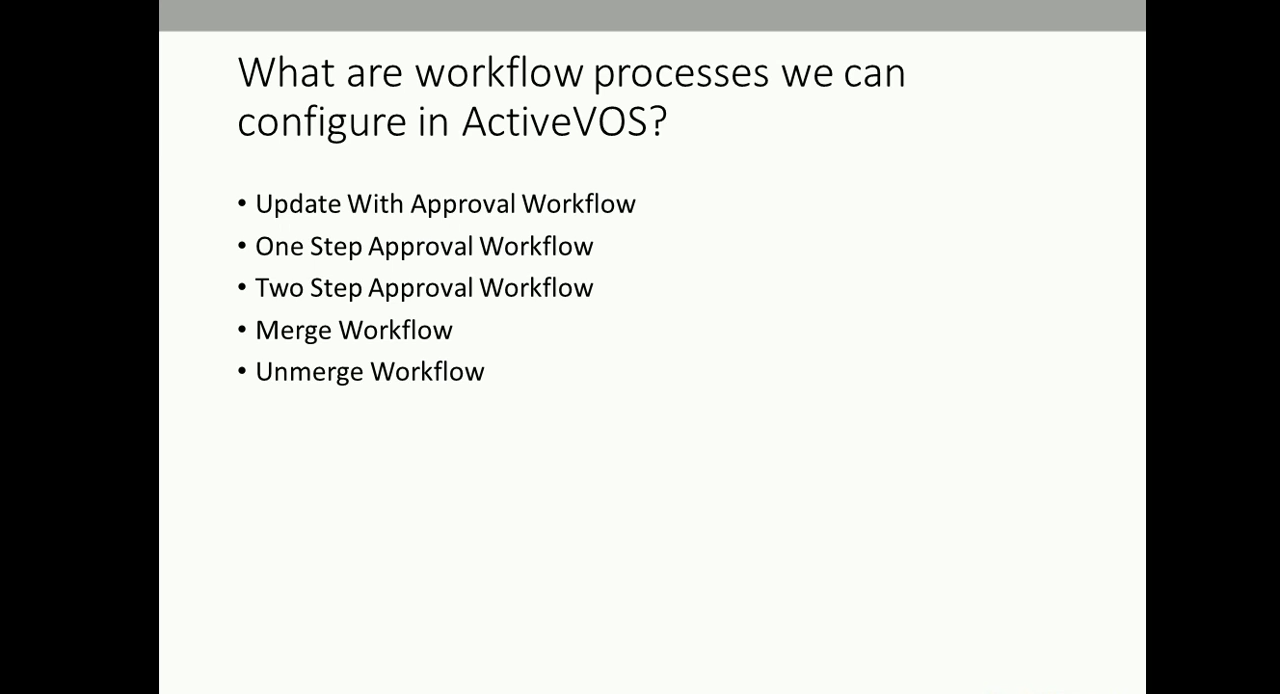 What are workflow processes we can
configure in ActiveVOS?
• Update With Approval Workflow
• One Step Approval Workflow
• Two Step Approval Workflow
• Merge Workflow
• Unmerge Workflow